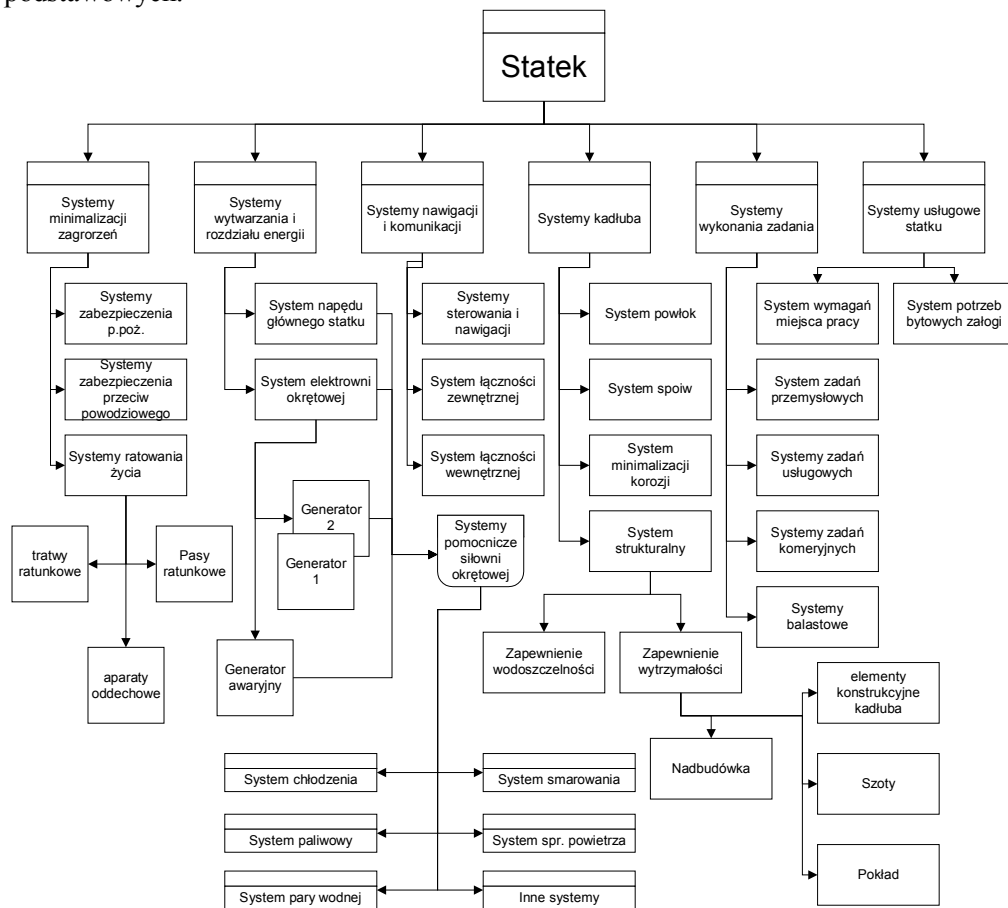 podstawowych.
Statek
Systemy
minimalizacji
zagrorzeń
Systemy
wytwarzania i
rozdziału energii
Systemy nawigacji
i komunikacji
Systemy kadłuba
Systemy
wykonania zadania
Systemy usługowe
statku
Systemy
zabezpieczenia
p.poż.
System napędu
głównego statku
Systemy
sterowania i
nawigacji
System powłok
System wymagań
miejsca pracy
System potrzeb
bytowych załogi
Systemy
zabezpieczenia
przeciw
powodziowego
System elektrowni
okrętowej
System łączności
zewnętrznej
System spoiw
System zadań
przemysłowych
Systemy ratowania
życia
System łączności
wewnętrznej
System
minimalizacji
korozji
Systemy zadań
usługowych
tratwy
ratunkowe
Pasy
ratunkowe
Generator
2
Generator
1
Systemy
pomocnicze
siłowni
okrętowej
System
strukturalny
Systemy zadań
komeryjnych
aparaty
oddechowe
Generator
awaryjny
Zapewnienie
wodoszczelności
Zapewnienie
wytrzymałości
Systemy
balastowe
elementy
konstrukcyjne
kadłuba
System chłodzenia
System smarowania
Nadbudówka
Szoty
System paliwowy
System spr. powietrza
Pokład
System pary wodnej
Inne systemy